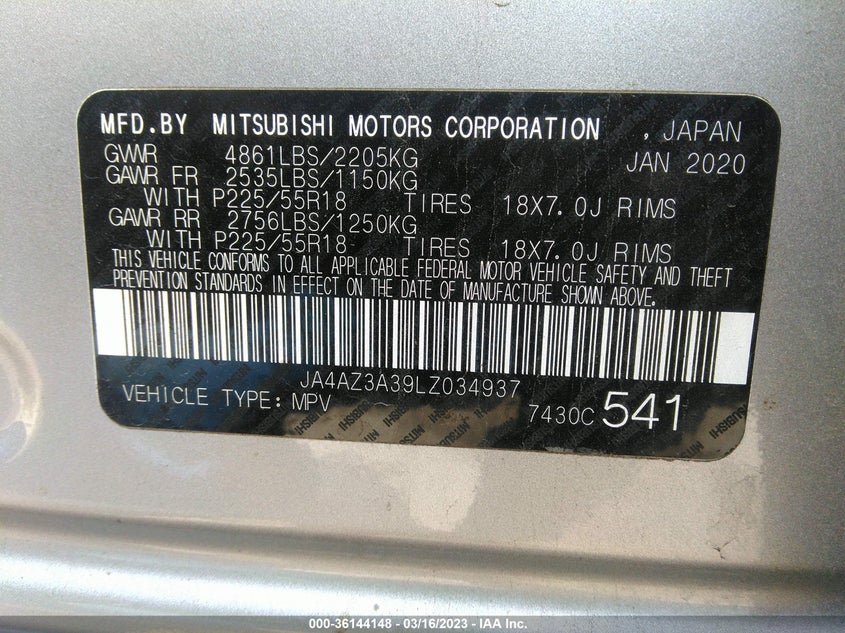 MFD.BY MITSUBISHI MOTORS CORPORATION , JAPAN
GVWR 4861LBS/2205KG JAN 2020
GAWR FR 2535LBS/1150KG
WITH P225/55R18 TIRES 18X7.0J RIMS
GAWR RR 2756LBS/1250KG
WITH P225/55R18 TIRES 18X7.0J RIMS
THIS VEHICLE CONFORMS TO ALL APPLICABLE FEDERAL MOTOR VEHICLE SAFETY AND THEFT
PREVENTION STANDARDS IN EFFECT ON THE DATE OF MANUFACTURE SHOWN ABOVE.
JA4AZ3A39LZ034937
VEHICLE TYPE: MPV 7430C 541
000-36144148 - 03/16/2023 - IAA Inc.